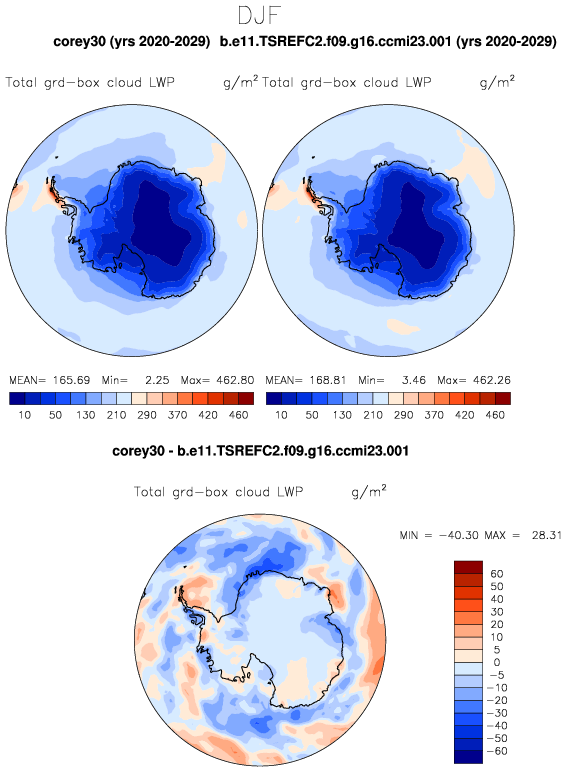 DJF
corey30 (yrs 2020-2029) b.e11.TSREFC2.f09.g16.ccmi23.001 (yrs 2020-2029)
Total grd-box cloud LWP g/m² Total grd-box cloud LWP g/m²
MEAN= 165.69 Min= 2.25 Max= 462.80 MEAN= 168.81 Min= 3.46 Max= 462.26
10 50 130 210 290 370 420 460 10 50 130 210 290 370 420 460
corey30 - b.e11.TSREFC2.f09.g16.ccmi23.001
Total grd-box cloud LWP g/m²
MIN = -40.30 MAX = 28.31
60
50
40
30
20
10
5
0
-5
-10
-20
-30
-40
-50
-60